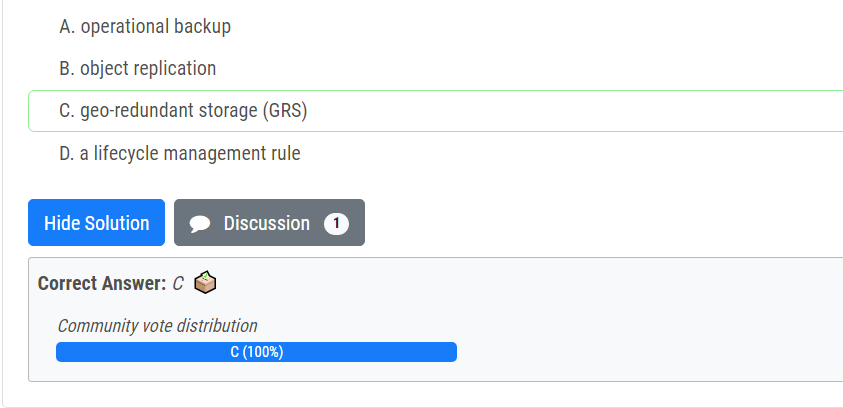 A. operational backup
B. object replication
C. geo-redundant storage (GRS)
D. a lifecycle management rule
Hide Solution Discussion 1
Correct Answer: C
Community vote distribution
C (100%)